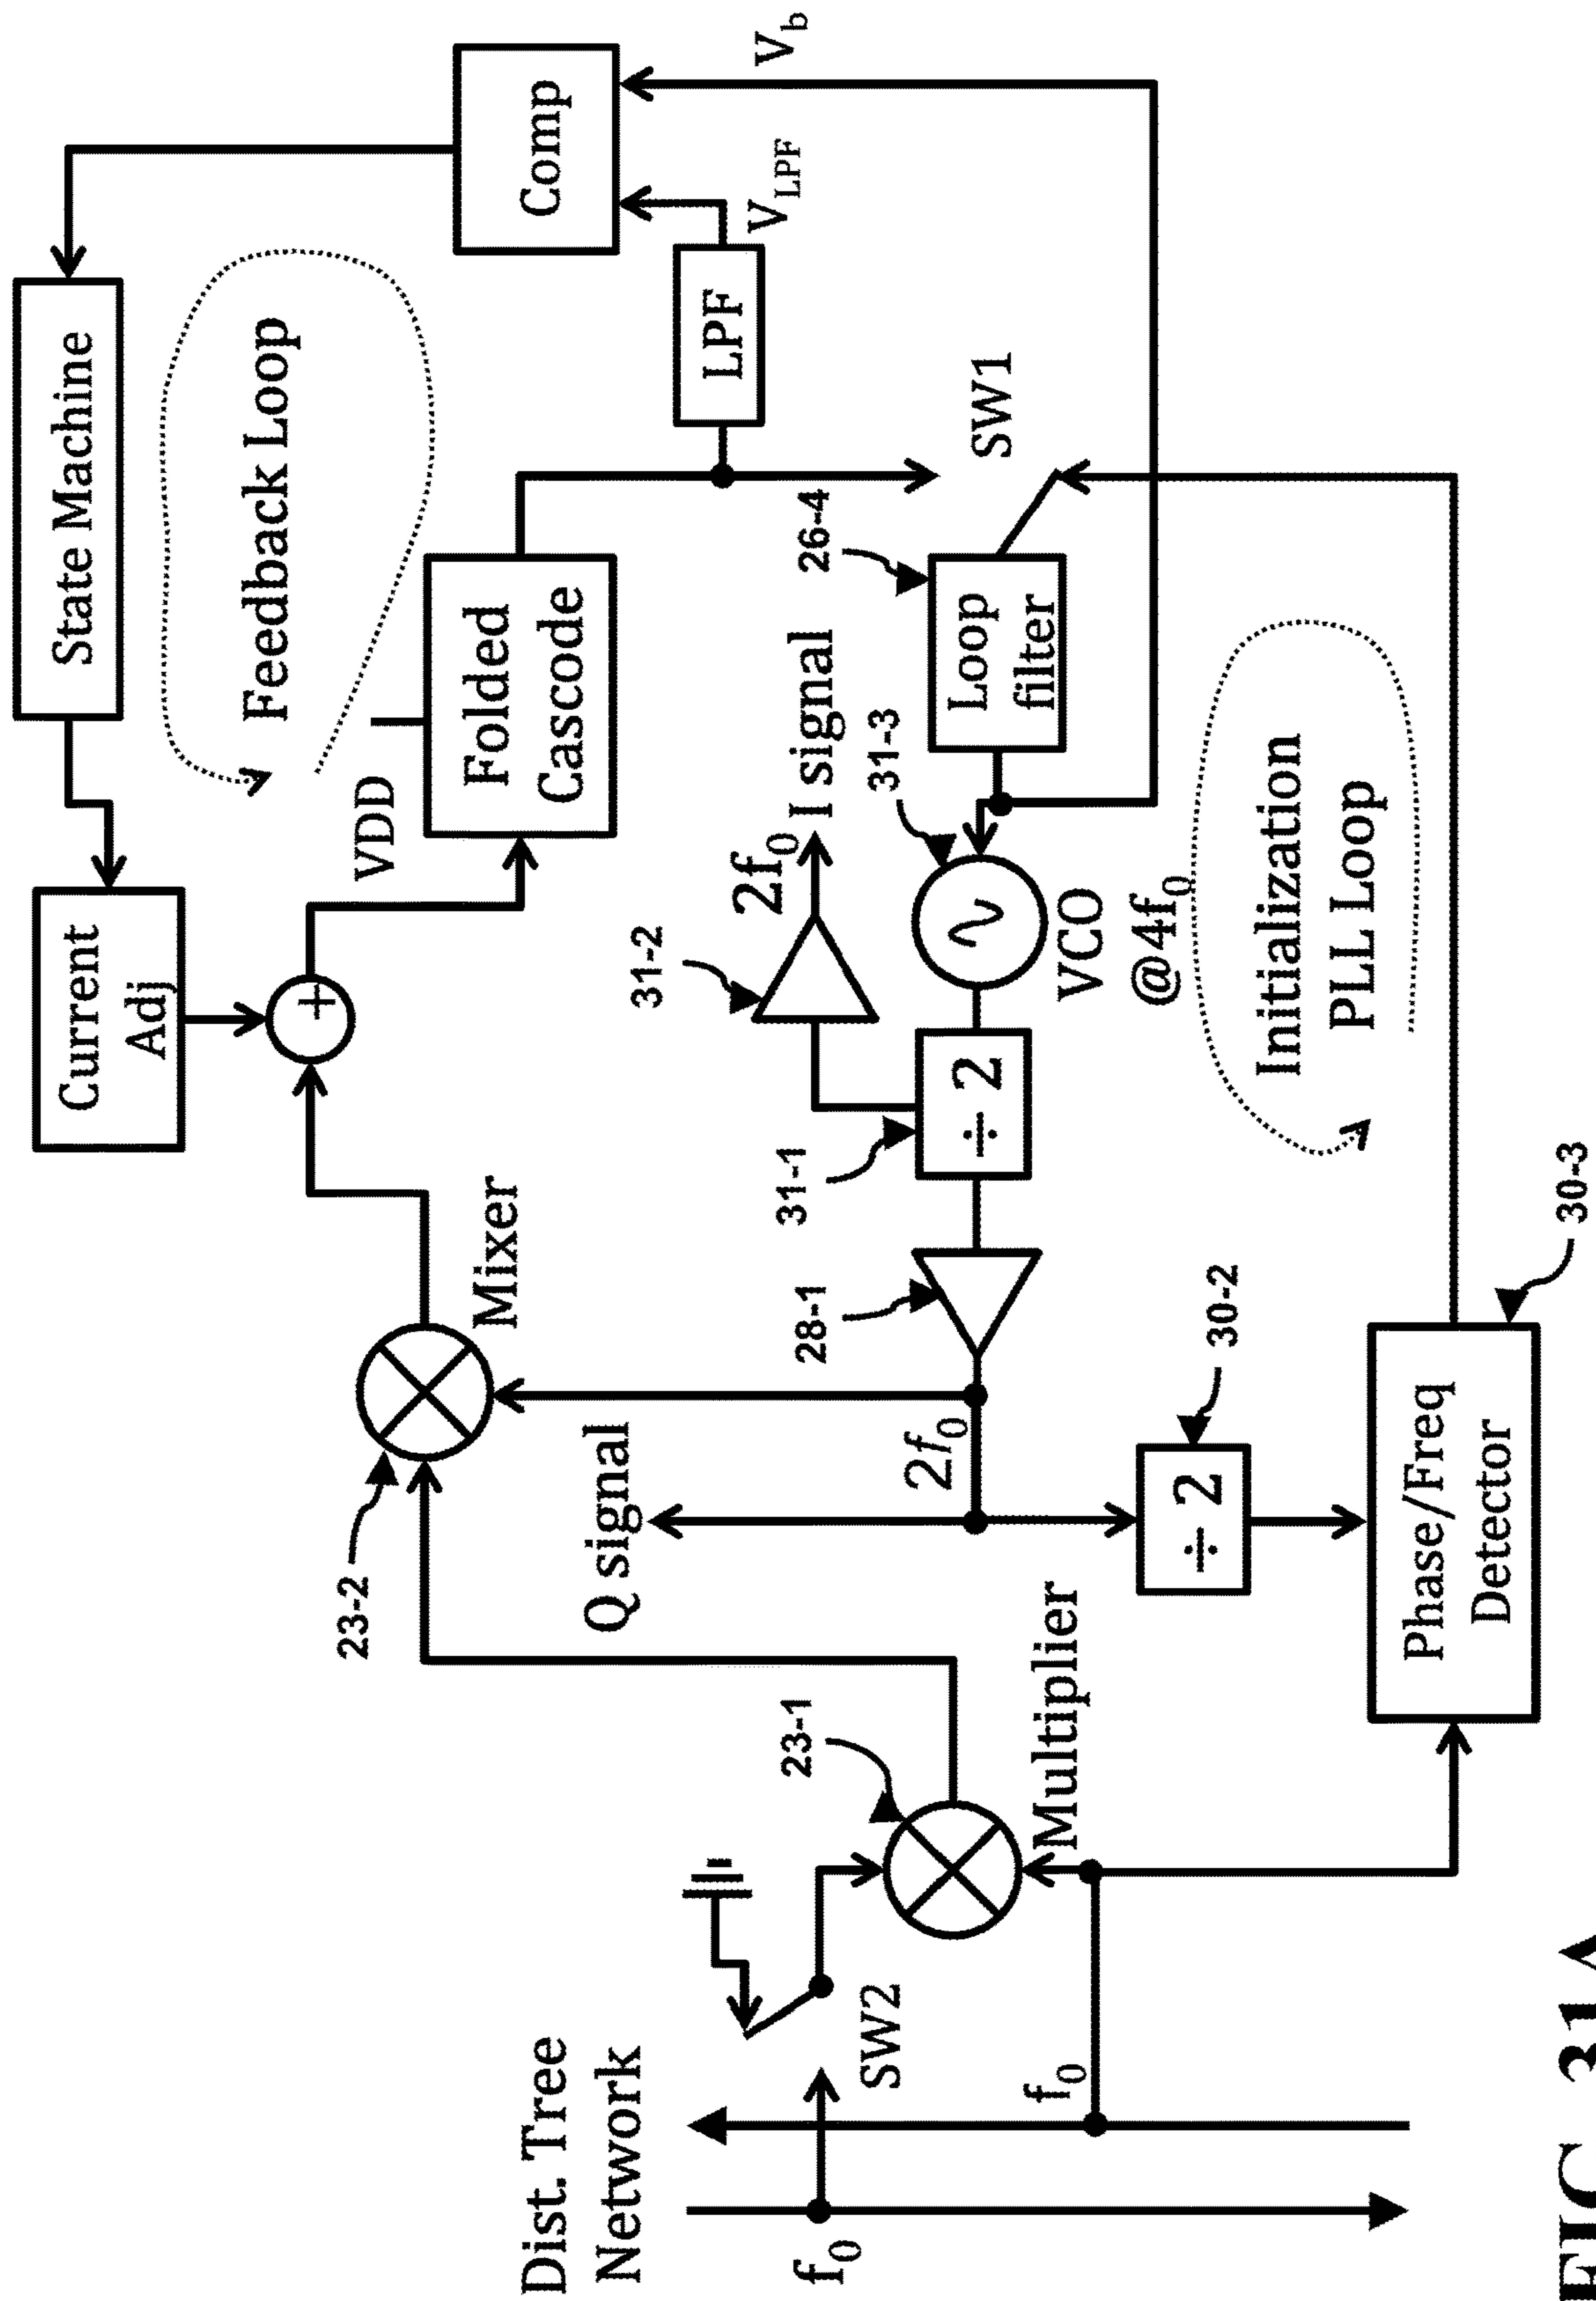 Dist. Tree
Network
f0
f0
SW2
23-1
Multiplier
23-2
Mixer
Q signal
2f0
÷ 2
30-2
Phase/Freq
Detector
30-3
28-1
31-1
÷ 2
31-2
2f0
I signal
31-3
VCO
@4f0
Initialization
PLL Loop
26-4
Loop
filter
SW1
Current
Adj
+
VDD
Folded
Cascode
Feedback Loop
State Machine
LPF
VLPF
Comp
Vb
FIG. 31A